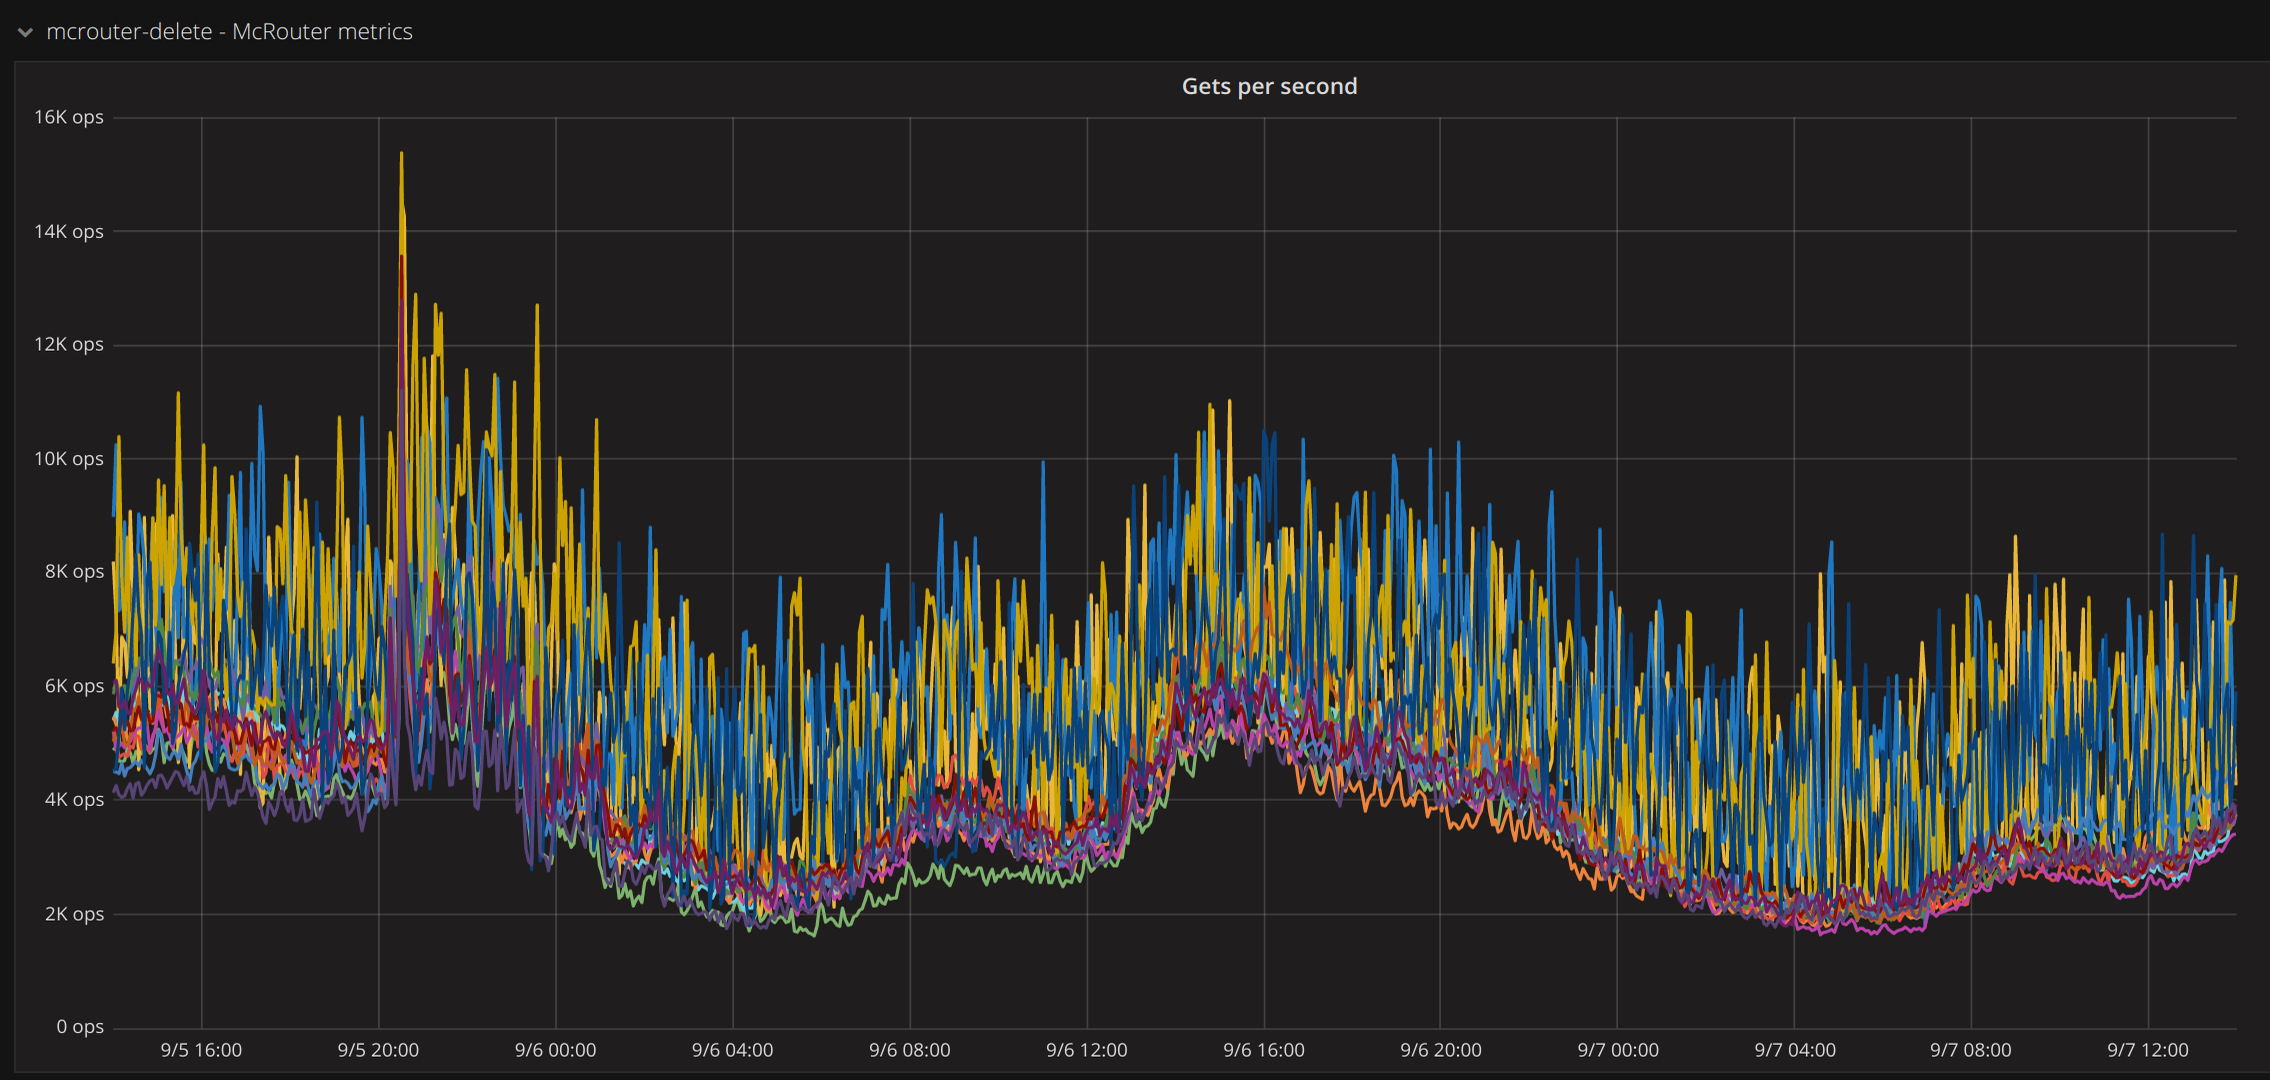 mcrouter-delete - McRouter metrics
Gets per second
16K ops
14K ops
12K ops
10K ops
8K ops
6K ops
4K ops
2K ops
0 ops
9/5 16:00 9/5 20:00 9/6 00:00 9/6 04:00 9/6 08:00 9/6 12:00 9/6 16:00 9/6 20:00 9/7 00:00 9/7 04:00 9/7 08:00 9/7 12:00